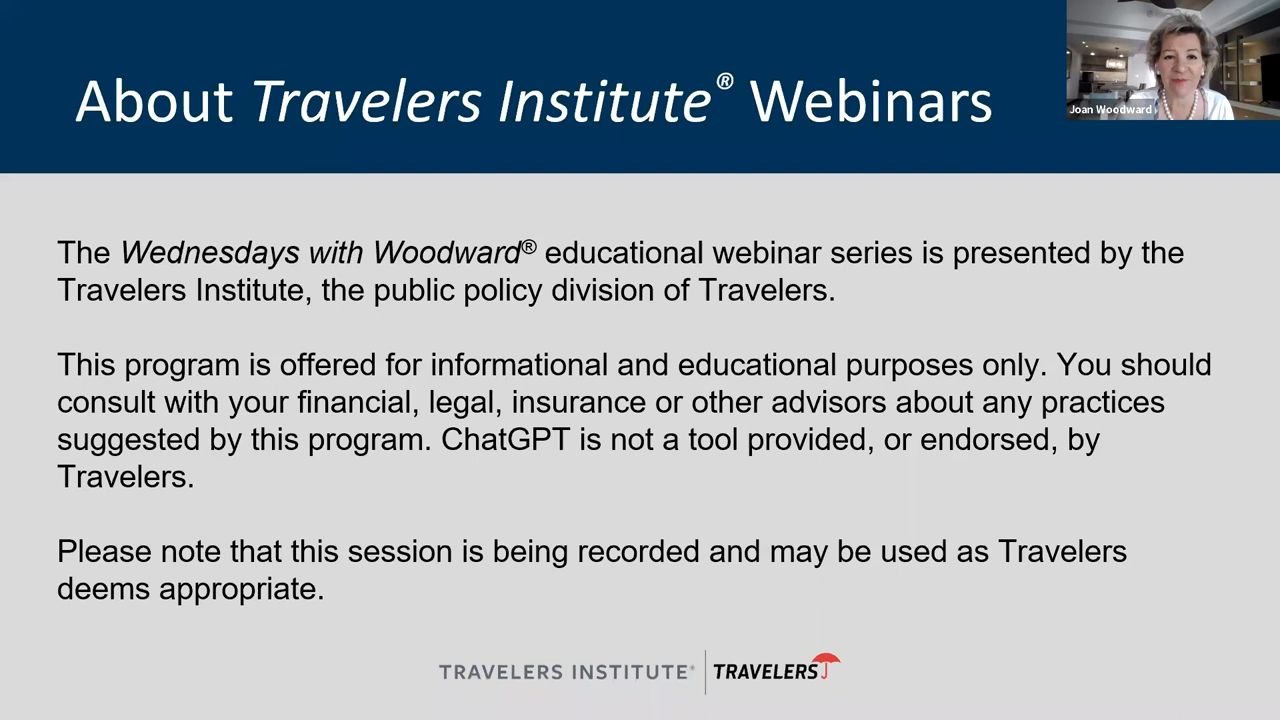 About Travelers Institute® Webinars
Joan Woodward
The Wednesdays with Woodward® educational webinar series is presented by the
Travelers Institute, the public policy division of Travelers.
This program is offered for informational and educational purposes only. You should
consult with your financial, legal, insurance or other advisors about any practices
suggested by this program. ChatGPT is not a tool provided, or endorsed, by
Travelers.
Please note that this session is being recorded and may be used as Travelers
deems appropriate.
TRAVELERS INSTITUTE® TRAVELERS